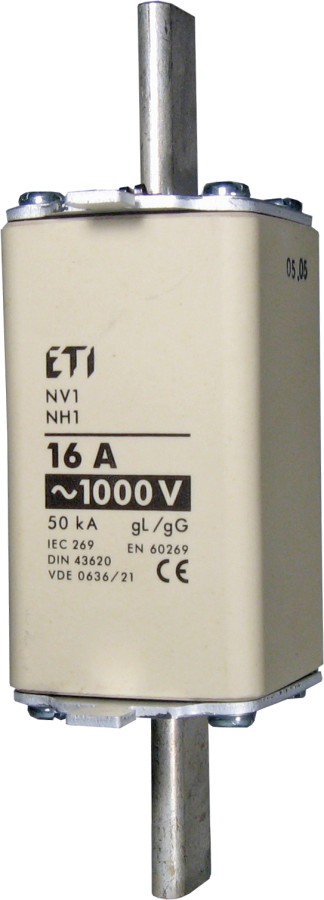 05,05
ETI
NV1
NH1
16 A
~1000 V
50 kA gL/gG
IEC 269 EN 60269
DIN 43620
VDE 0636/21 CE